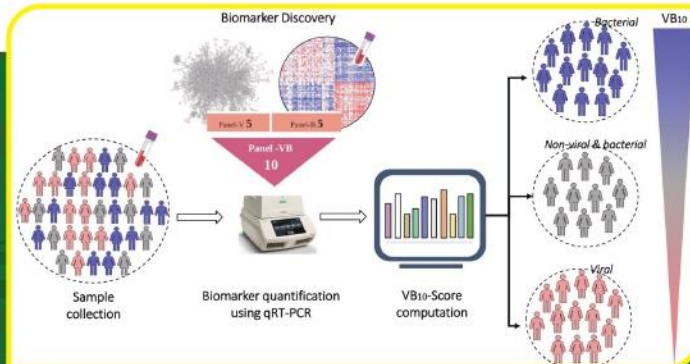 Biomarker Discovery
VB10
Bacterial
Panel-V 5
Panel-B 5
Panel -VB
10
Non-viral & bacterial
Viral
Sample
collection
Biomarker quantification
using qRT-PCR
VB10-Score
computation